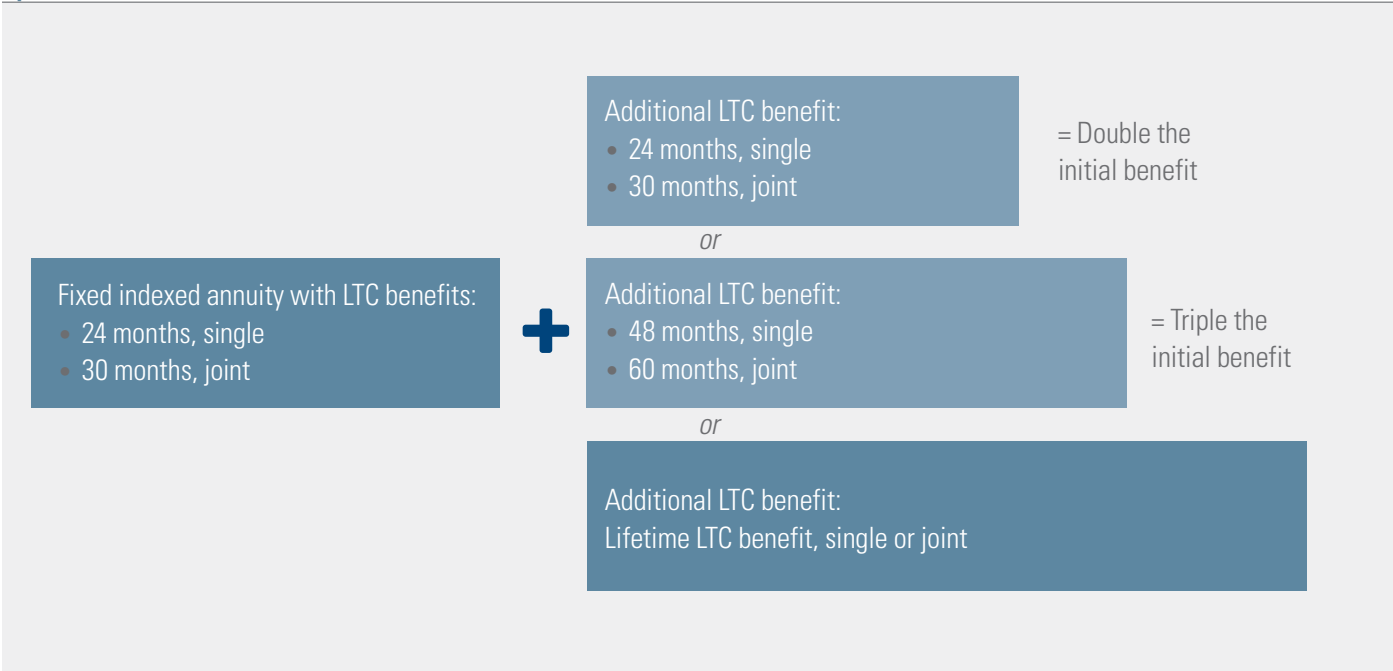 Additional LTC benefit:
• 24 months, single
• 30 months, joint
= Double the
initial benefit
or
Fixed indexed annuity with LTC benefits:
• 24 months, single
• 30 months, joint
+
Additional LTC benefit:
• 48 months, single
• 60 months, joint
= Triple the
initial benefit
or
Additional LTC benefit:
Lifetime LTC benefit, single or joint